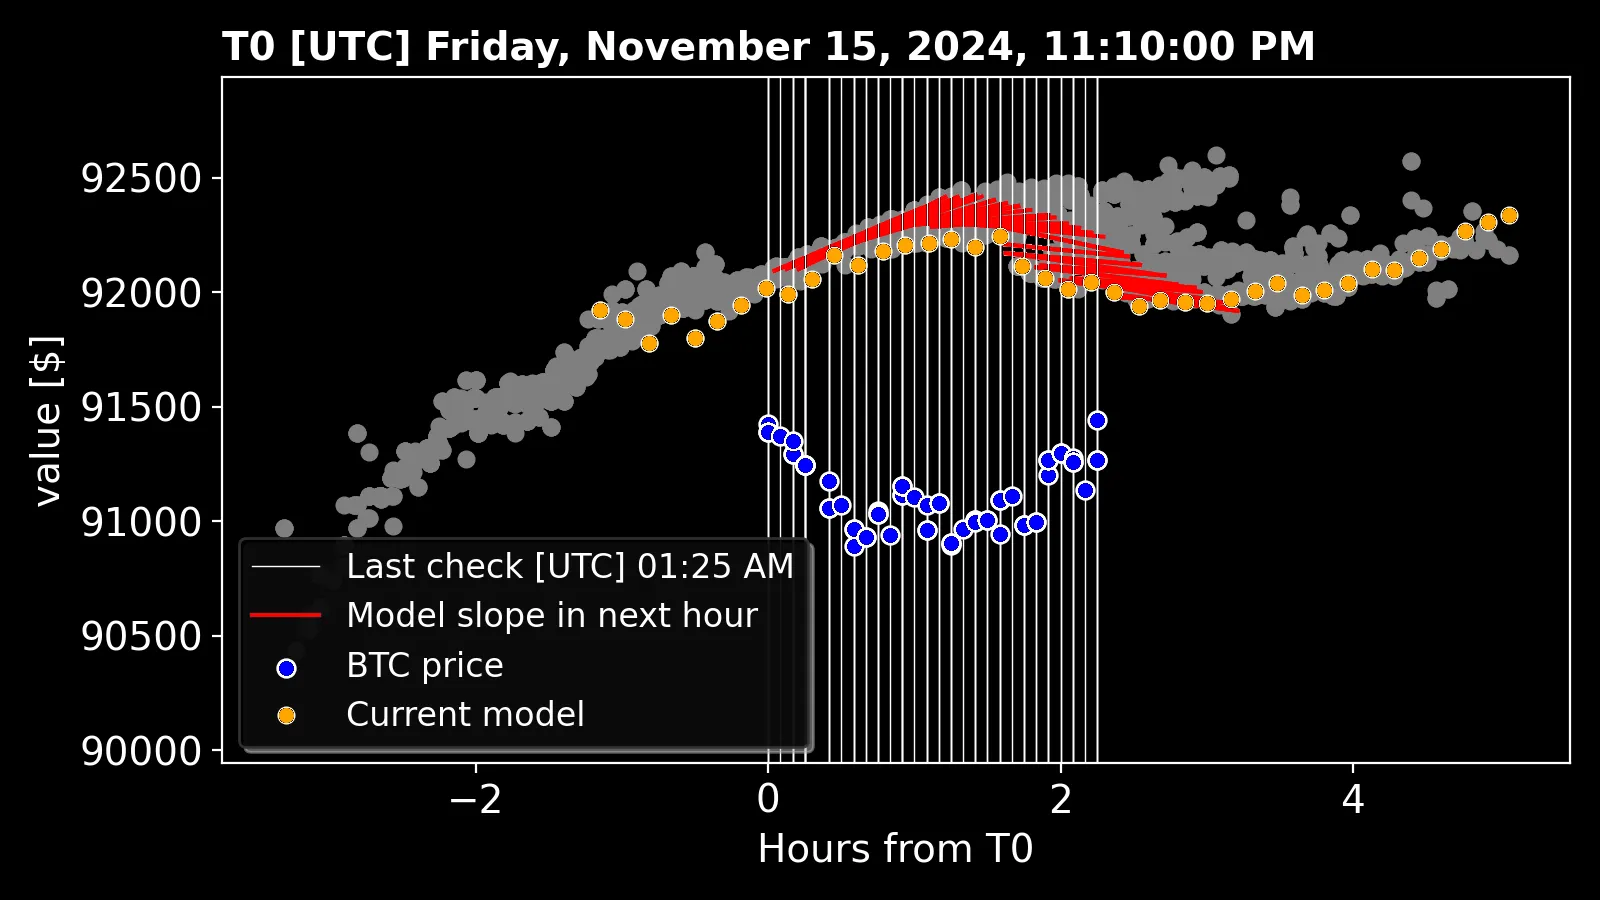 T0 [UTC] Friday, November 15, 2024, 11:10:00 PM
value [$]
92500
92000
91500
91000
90500
90000
Last check [UTC] 01:25 AM
Model slope in next hour
BTC price
Current model
−2 0 2 4
Hours from T0